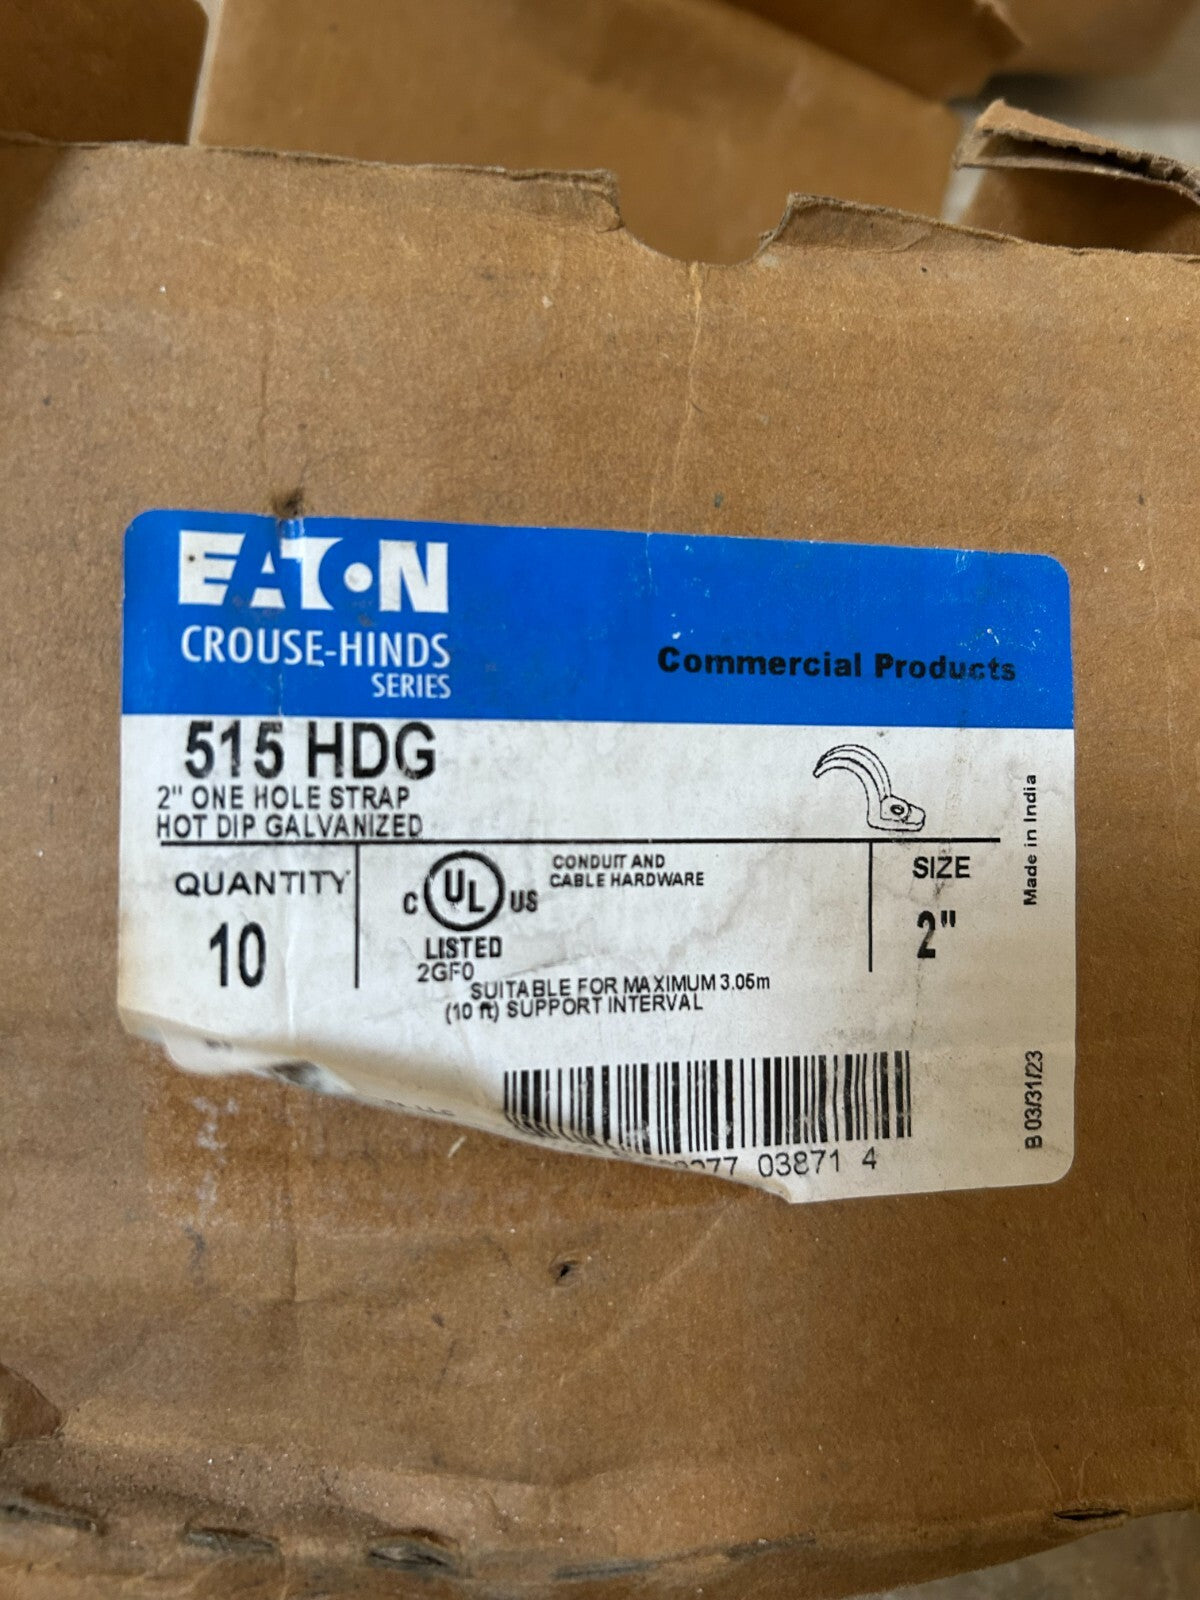 EATON
CROUSE-HINDS
SERIES
Commercial Products
515 HDG
2" ONE HOLE STRAP
HOT DIP GALVANIZED
QUANTITY
10
C UL US
LISTED
2GF0
CONDUIT AND
CABLE HARDWARE
SIZE
2"
SUITABLE FOR MAXIMUM 3.05m
(10 ft) SUPPORT INTERVAL
Made in India
B 03/31/23
LLC
03871 4